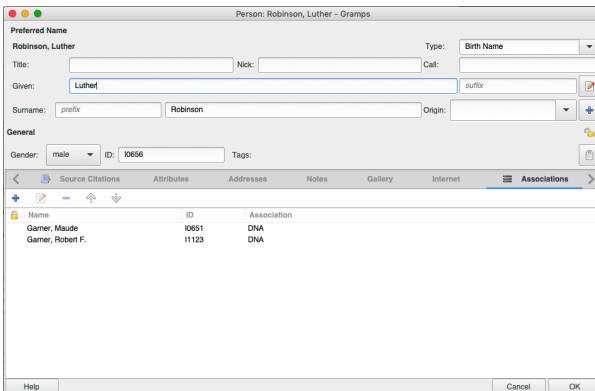 Person: Robinson, Luther - Gramps
Preferred Name
Robinson, Luther Type: Birth Name
Title: Nick: Call:
Given: Luther suffix
Surname: prefix Robinson Origin:
General
Gender: male ID: I0656 Tags:
Source Citations Attributes Addresses Notes Gallery Internet Associations
Name ID Association
Garner, Maude I0651 DNA
Garner, Robert F. I1123 DNA
Help Cancel OK